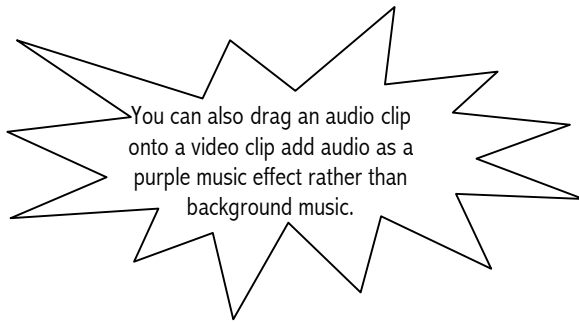 You can also drag an audio clip
onto a video clip add audio as a
purple music effect rather than
background music.